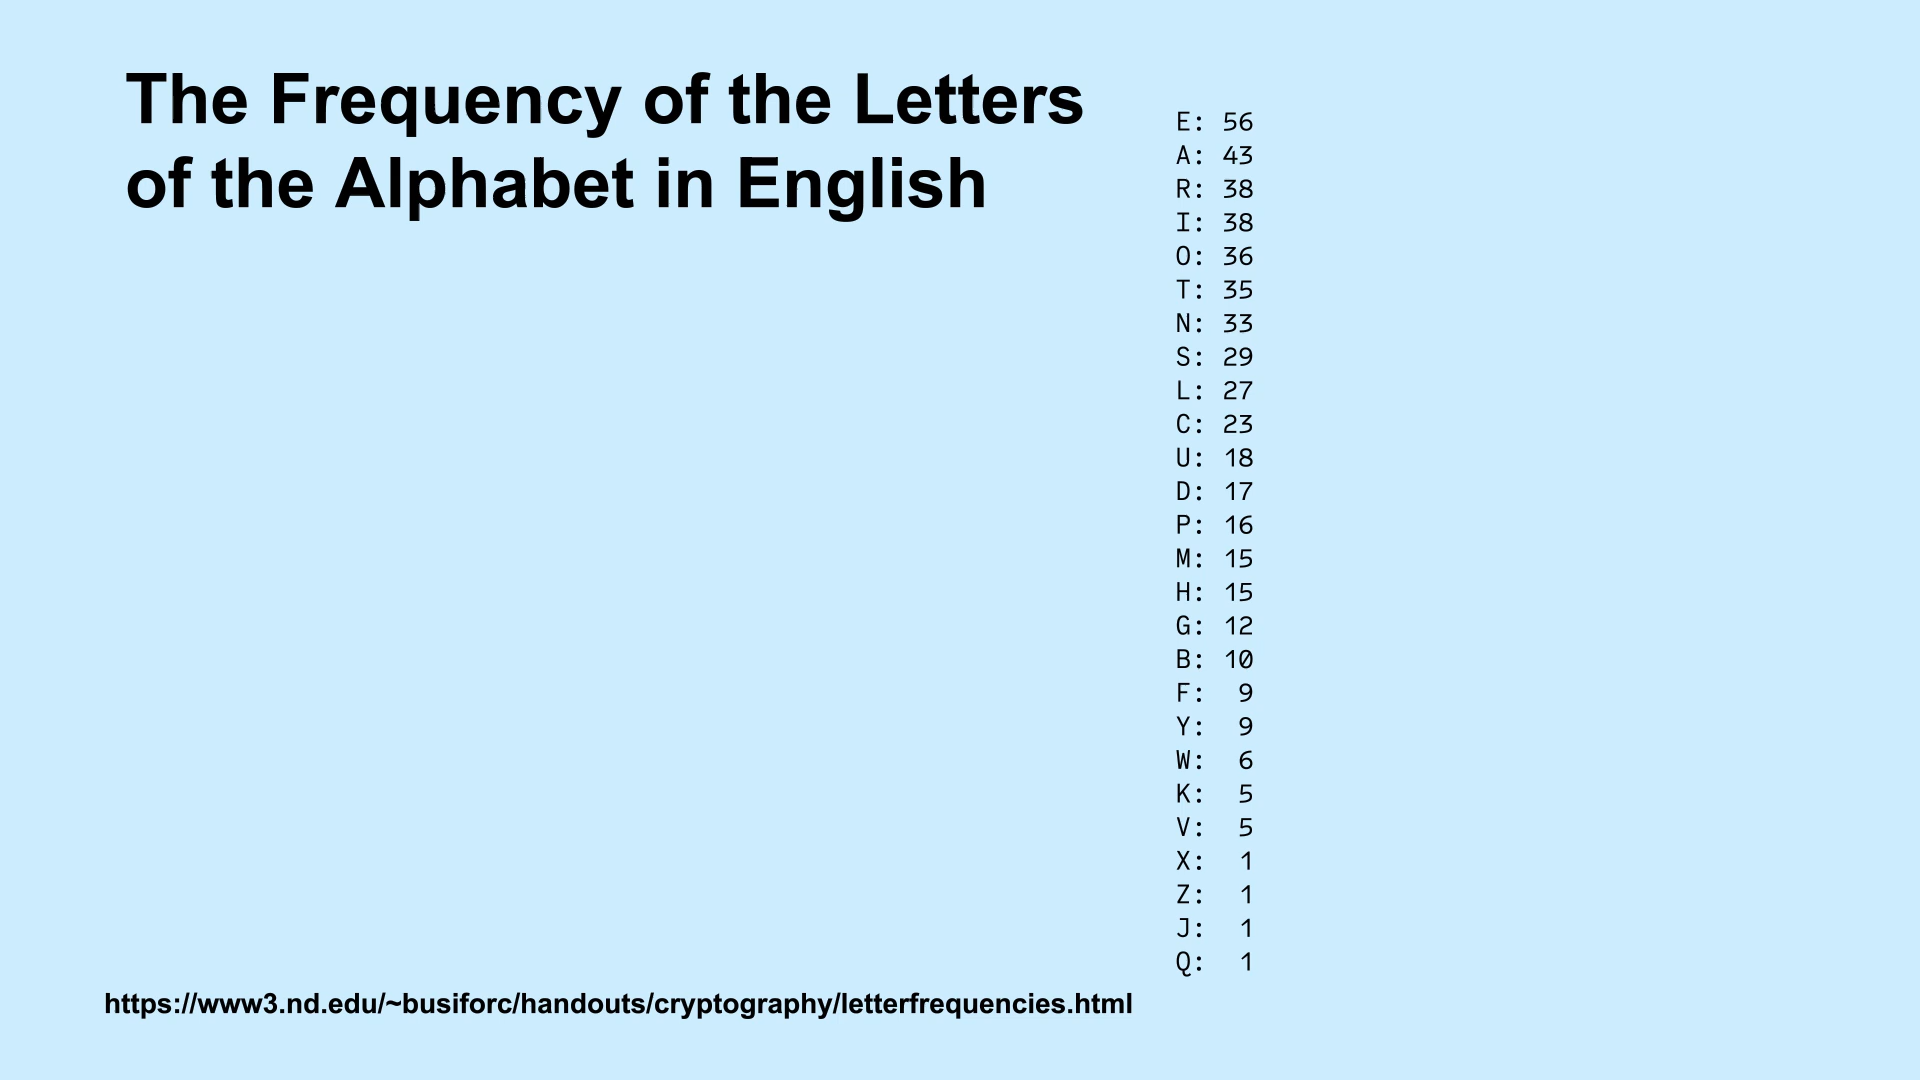 The Frequency of the Letters
of the Alphabet in English
E: 56
A: 43
R: 38
I: 38
O: 36
T: 35
N: 33
S: 29
L: 27
C: 23
U: 18
D: 17
P: 16
M: 15
H: 15
G: 12
B: 10
F: 9
Y: 9
W: 6
K: 5
V: 5
X: 1
Z: 1
J: 1
Q: 1
https://www3.nd.edu/~busiforc/handouts/cryptography/letterfrequencies.html